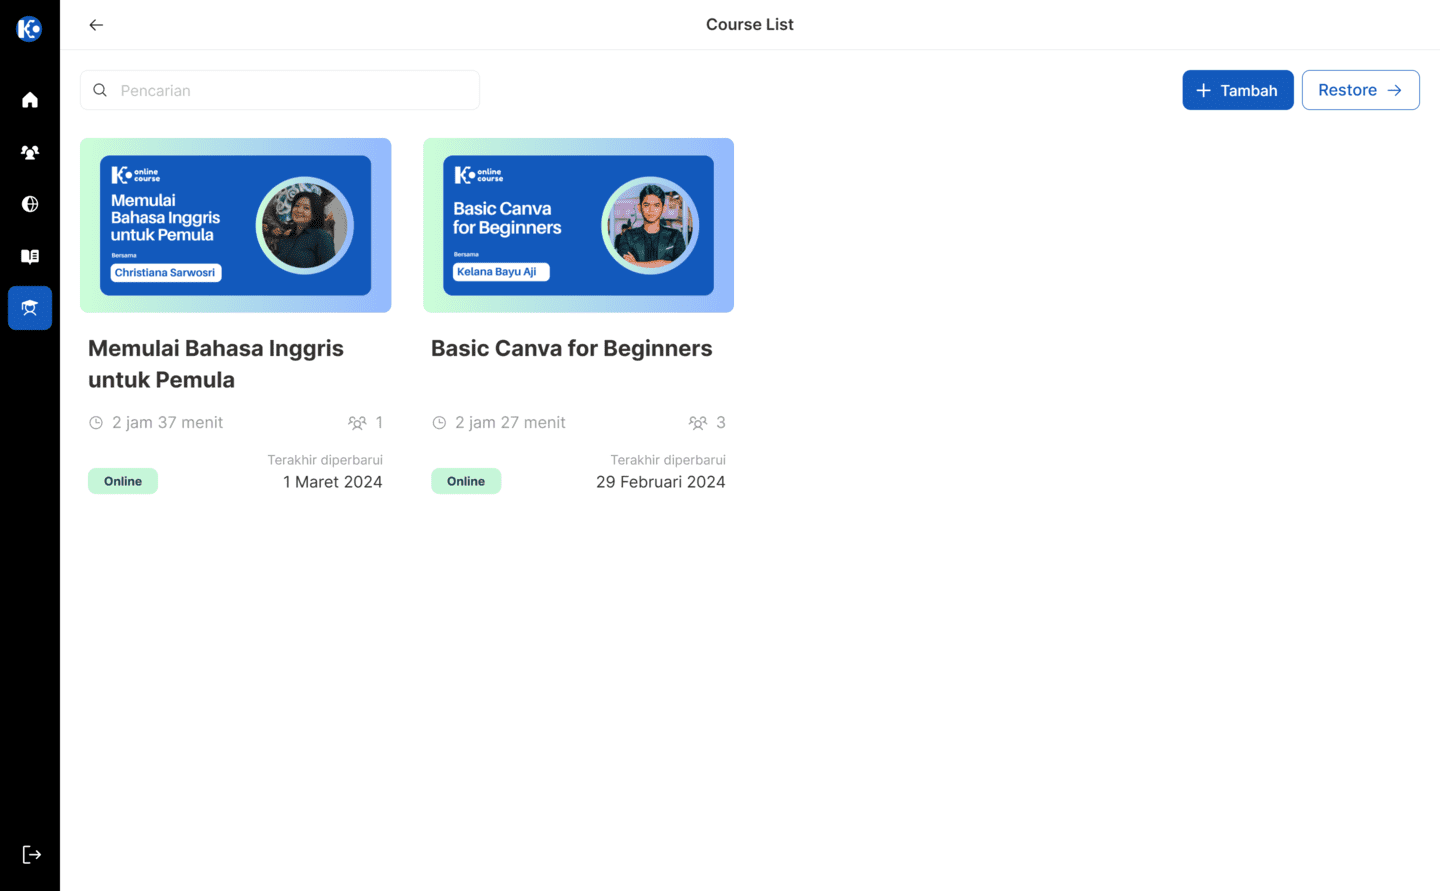 Course List
Pencarian
Tambah
Restore
K
online
course
Memulai
Bahasa Inggris
untuk Pemula
Bersama
Christiana Sarwosri
K
online
course
Basic Canva
for Beginners
Bersama
Kelana Bayu Aji
Memulai Bahasa Inggris
untuk Pemula
2 jam 37 menit
1
Terakhir diperbarui
Online
1 Maret 2024
Basic Canva for Beginners
2 jam 27 menit
3
Terakhir diperbarui
Online
29 Februari 2024